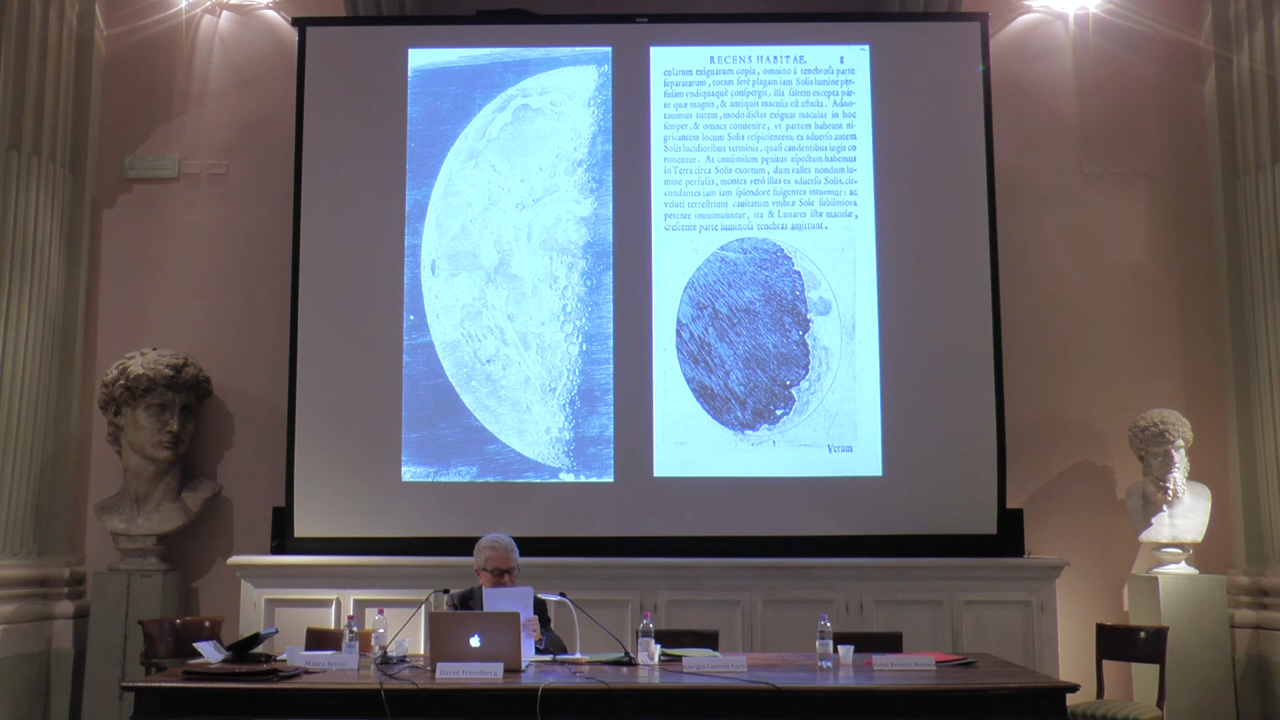 RECENS HABITAE. 8
cularum exiguarum copia, omnino à tenebrosa parte
separatarum, totam ferè plagam iam Solis lumine per-
fusam vndiquaquè conspergit, illa saltem excepta par-
te quæ magnis, & antiquis maculis est affecta. Adno-
tauimus autem, modo dictas exiguas maculas in hoc
semper, & omnes conuenire, vt partem habeant ni-
gricantem locum Solis respicientem; ex aduerso autem
Solis lucidioribus terminis, quasi candentibus iugis co
ronentur. At consimilem penitus aspectum habemus
in Terra circa Solis exortum, dum valles nondum lu-
mine perfusas, montes verò illas ex aduerso Solis, cir-
cundantes iam iam splendore fulgentes intuemur: ac
veluti terrestrium cauitatum vmbræ Sole sublimiora
petente imminuuntur, ita & Lunares istæ maculæ,
crescente parte luminosa tenebras amittunt.
Verum
David Freedberg